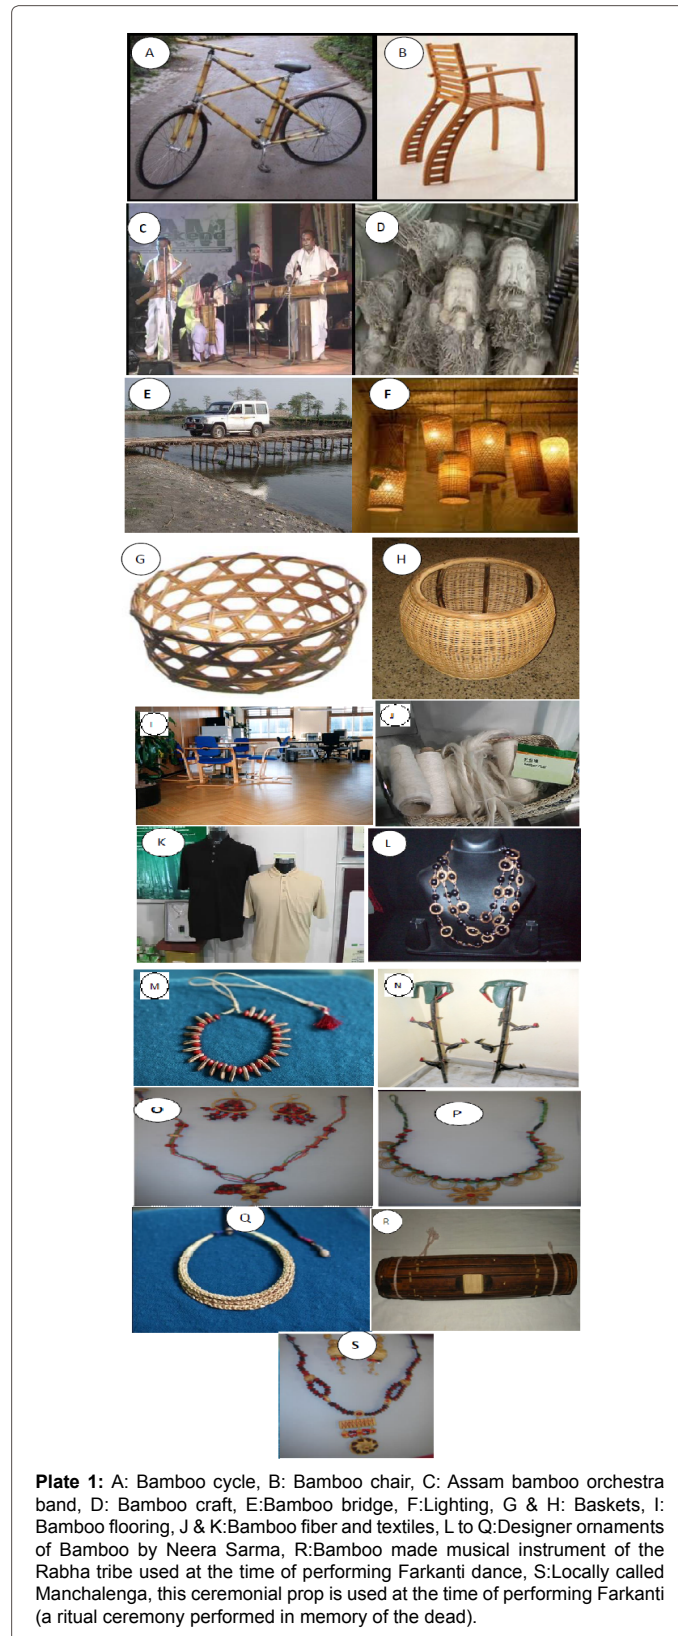 A
B
C
D
E
F
G
H
I
J
K
L
M
N
O
P
Q
R
S
Plate 1: A: Bamboo cycle, B: Bamboo chair, C: Assam bamboo orchestra
band, D: Bamboo craft, E:Bamboo bridge, F:Lighting, G & H: Baskets, I:
Bamboo flooring, J & K:Bamboo fiber and textiles, L to Q:Designer ornaments
of Bamboo by Neera Sarma, R:Bamboo made musical instrument of the
Rabha tribe used at the time of performing Farkanti dance, S:Locally called
Manchalenga, this ceremonial prop is used at the time of performing Farkanti
(a ritual ceremony performed in memory of the dead).